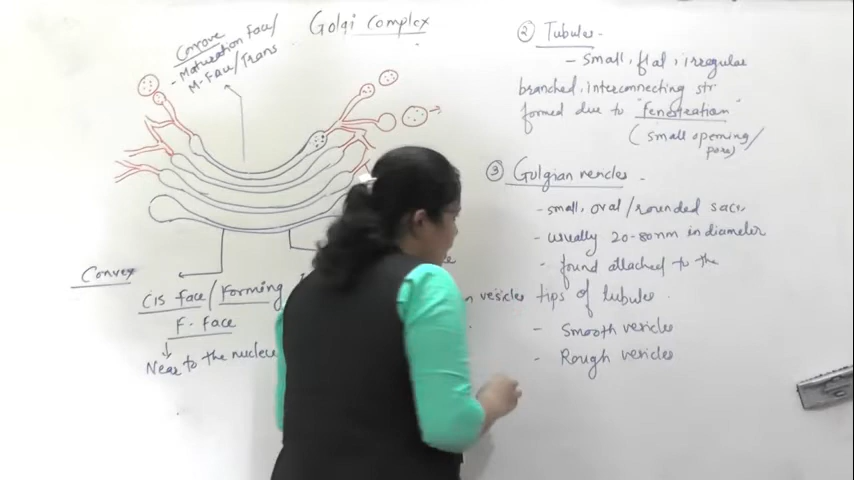 Golgi complex
Concave
- Maturation Face/
M-Face/Trans
Convex
Cis face/Forming
F-Face
Near to the nucleu
vesicles
② Tubules-
- small, flat, irregular
branched, interconnecting str
formed due to "fenestration"
(small opening/
pores)
③ Golgian vesicles -
- small, oval/rounded sacs,
- usually 20-80nm in diameter
- found attached to the
tips of tubules.
- Smooth vesicles
- Rough vesicles